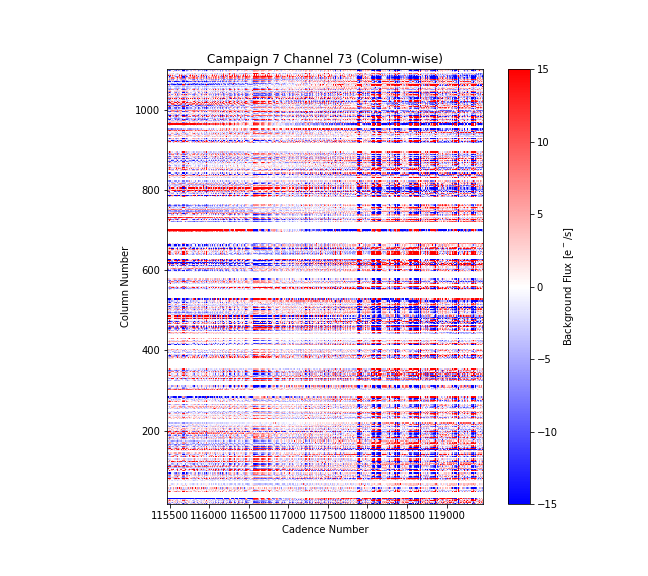 Campaign 7 Channel 73 (Column-wise)
1000
800
600
400
200
Column Number
115500 116000 116500 117000 117500 118000 118500 119000
Cadence Number
15
10
5
0
−5
−10
−15
Background Flux [e⁻/s]